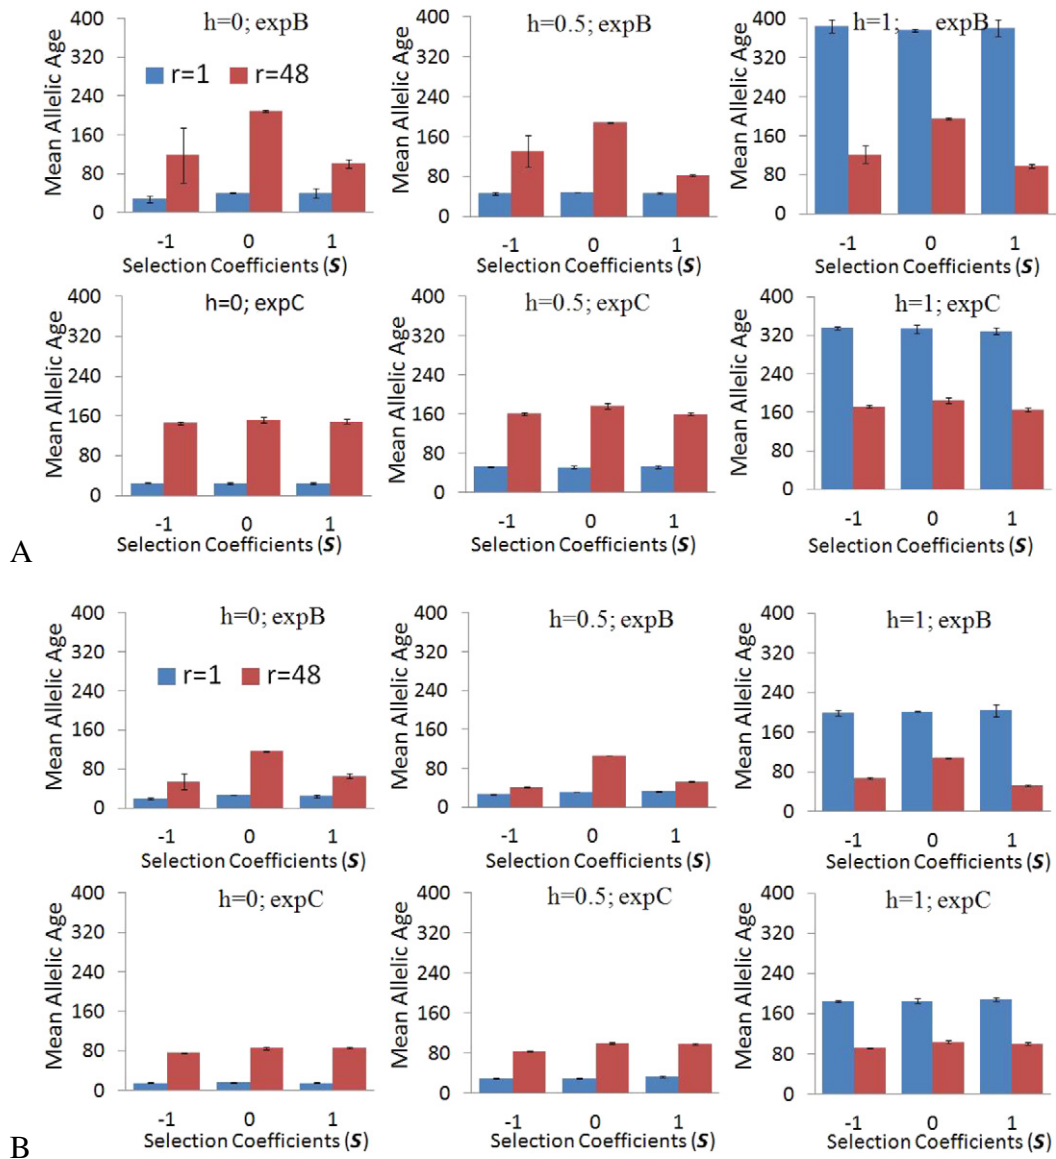 h=0; expB
Mean Allelic Age
400
320
240
160
80
0
r=1 r=48
-1 0 1
Selection Coefficients (S)
h=0.5; expB
Mean Allelic Age
400
320
240
160
80
0
-1 0 1
Selection Coefficients (S)
h=1; expB
Mean Allelic Age
400
320
240
160
80
0
-1 0 1
Selection Coefficients (S)
h=0; expC
Mean Allelic Age
400
320
240
160
80
0
-1 0 1
Selection Coefficients (S)
h=0.5; expC
Mean Allelic Age
400
320
240
160
80
0
-1 0 1
Selection Coefficients (S)
h=1; expC
Mean Allelic Age
400
320
240
160
80
0
-1 0 1
Selection Coefficients (S)
A
h=0; expB
Mean Allelic Age
400
320
240
160
80
0
r=1 r=48
-1 0 1
Selection Coefficients (S)
h=0.5; expB
Mean Allelic Age
400
320
240
160
80
0
-1 0 1
Selection Coefficients (S)
h=1; expB
Mean Allelic Age
400
320
240
160
80
0
-1 0 1
Selection Coefficients (S)
h=0; expC
Mean Allelic Age
400
320
240
160
80
0
-1 0 1
Selection Coefficients (S)
h=0.5; expC
Mean Allelic Age
400
320
240
160
80
0
-1 0 1
Selection Coefficients (S)
h=1; expC
Mean Allelic Age
400
320
240
160
80
0
-1 0 1
Selection Coefficients (S)
B